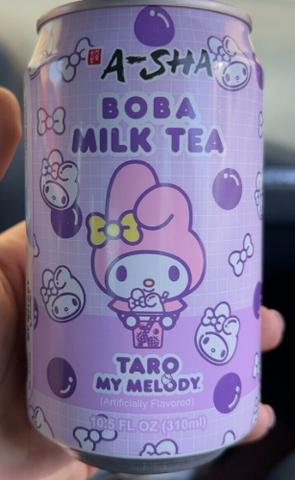 A-SHA
BOBA
MILK TEA
TARO
MY MELODY
(Artificially Flavored)
10.5 FL OZ (310ml)